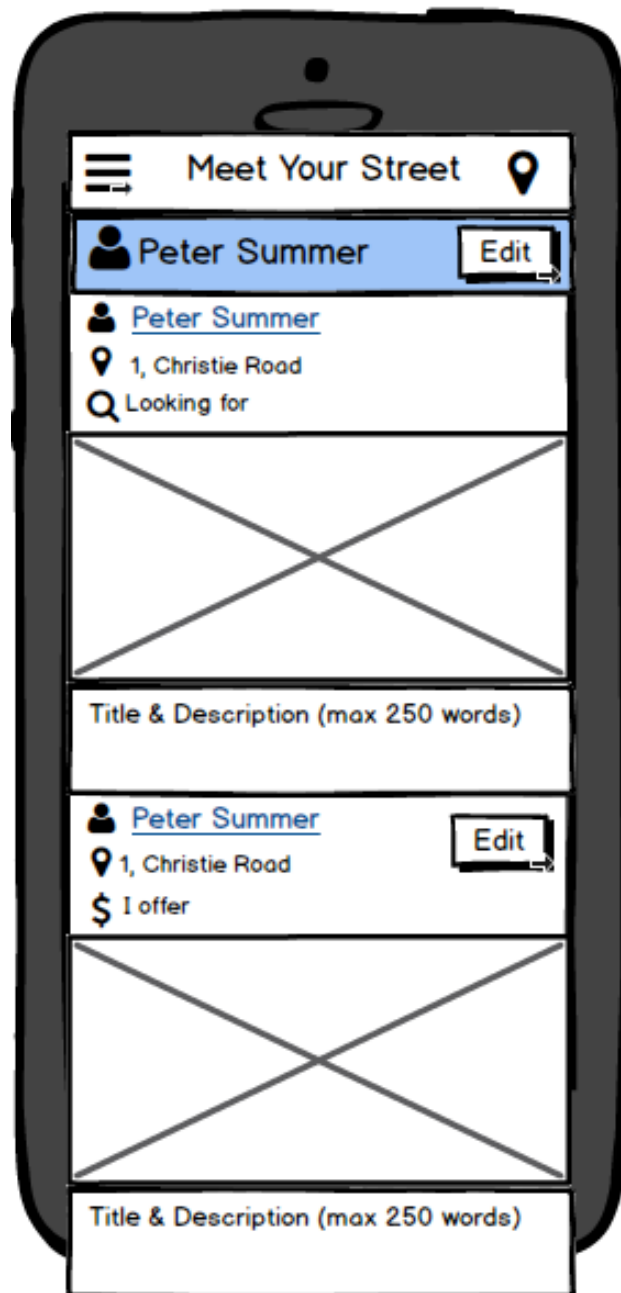 Meet Your Street
Peter Summer Edit
Peter Summer
1, Christie Road
Looking for
Title & Description (max 250 words)
Peter Summer
Edit
1, Christie Road
$ I offer
Title & Description (max 250 words)